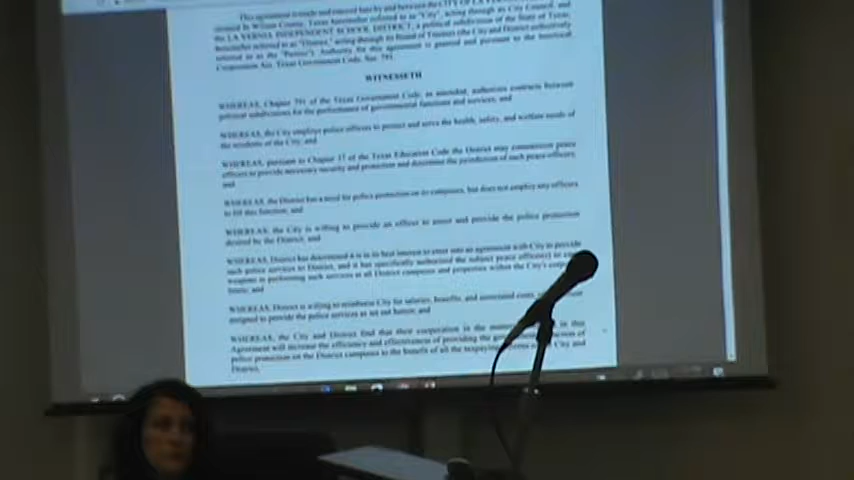 This agreement is made and entered into by and between the CITY OF LA VERNIA
situated in Wilson County, Texas hereinafter referred to as "City", acting through its City Council, and
the LA VERNIA INDEPENDENT SCHOOL DISTRICT, a political subdivision of the State of Texas,
hereinafter referred to as "District," acting through its Board of Trustees (the City and District collectively
referred to as the "Parties"). Authority for this agreement is granted and pursuant to the Interlocal
Cooperation Act, Texas Government Code, Sec. 791.
WITNESSETH
WHEREAS, Chapter 791 of the Texas Government Code, as amended, authorizes contracts between
political subdivisions for the performance of governmental functions and services; and
WHEREAS, the City employs police officers to protect and serve the health, safety, and welfare needs of
the residents of the City; and
WHEREAS, pursuant to Chapter 37 of the Texas Education Code the District may commission peace
officers to provide necessary security and protection and determine the jurisdiction of such peace officers;
and
WHEREAS, the District has a need for police protection on its campuses, but does not employ any officers
to fill this function; and
WHEREAS, the City is willing to provide an officer to assist and provide the police protection
desired by the District; and
WHEREAS, District has determined it is in its best interest to enter into an agreement with City to provide
such police services to District, and it has specifically authorized the subject peace officer(s) to
weapons in performing such services at all District campuses and properties within the City's
limits; and
WHEREAS, District is willing to reimburse City for salaries, benefits, and associated costs
assigned to provide the police services as set out herein; and
WHEREAS, the City and District find that their cooperation in the in this
Agreement will increase the efficiency and effectiveness of providing the of
police protection on the District campuses to the benefit of all the taxpaying City and
District.